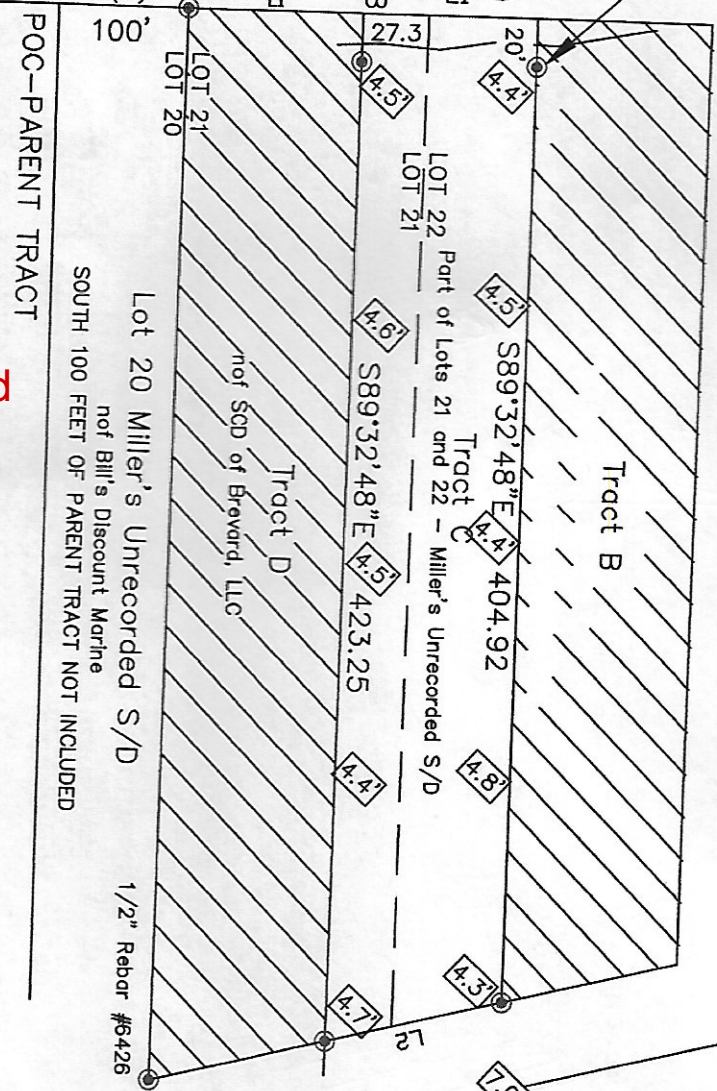 100'
27.3
20'
4.5'
4.4'
LOT 21
LOT 20
LOT 22
LOT 21
Part of Lots 21 and 22 – Miller's Unrecorded S/D
Tract B
4.5'
S89°32'48"E
4.4'
404.92
4.8'
4.3'
Tract C
4.6'
S89°32'48"E
4.5'
423.25
4.4'
4.7'
L2
7.
Tract D
nof SCD of Brevard, LLC
Lot 20 Miller's Unrecorded S/D
1/2" Rebar #6426
nof Bill's Discount Marine
SOUTH 100 FEET OF PARENT TRACT NOT INCLUDED
POC–PARENT TRACT